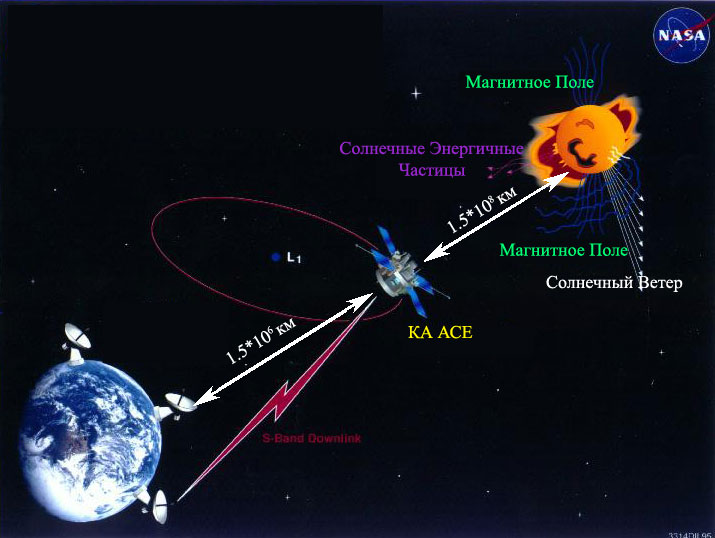 NASA
Магнитное Поле
Солнечные Энергичные
Частицы
1.5*10⁸ км
Магнитное Поле
Солнечный Ветер
L₁
КА АСЕ
1.5*10⁶ км
S-Band Downlink